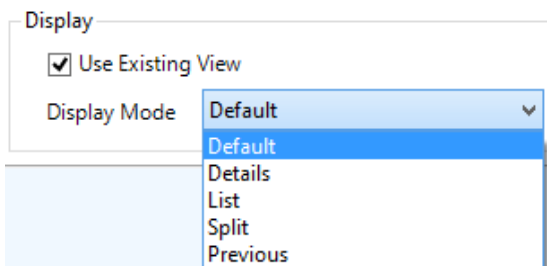 Display
Use Existing View
Display Mode Default
Default
Details
List
Split
Previous